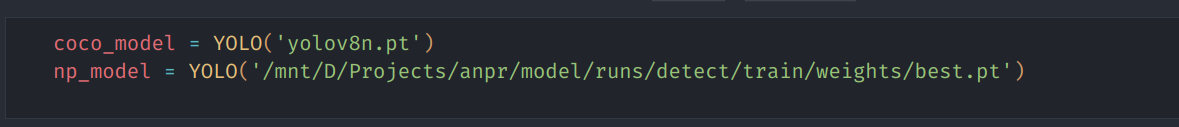 coco_model = YOLO('yolov8n.pt')
np_model = YOLO('/mnt/D/Projects/anpr/model/runs/detect/train/weights/best.pt')